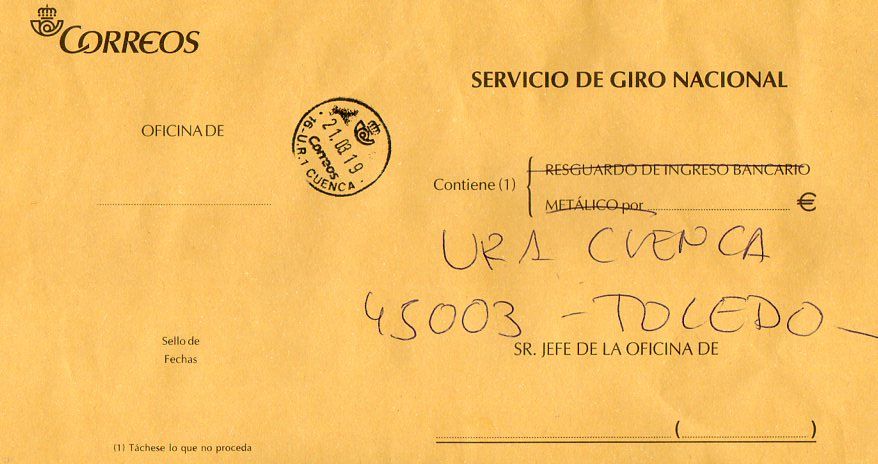 CORREOS
SERVICIO DE GIRO NACIONAL
OFICINA DE
16-U.R.1 CUENCA
21.03.19
Correos
Contiene (1)
RESGUARDO DE INGRESO BANCARIO
METÁLICO por €
URA CUENCA
45003 - TOLEDO -
Sello de
Fechas
SR. JEFE DE LA OFICINA DE
( )
(1) Táchese lo que no proceda